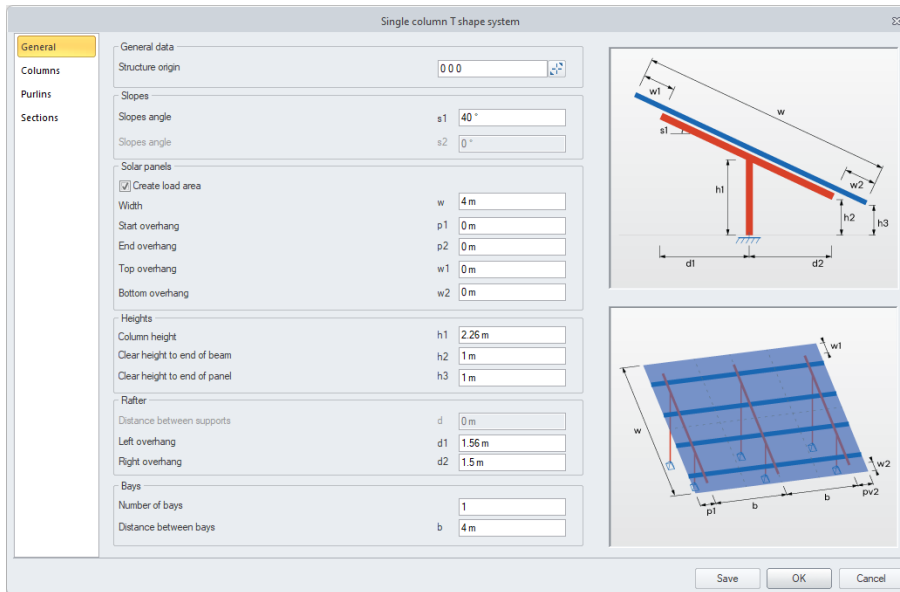 Single column T shape system
General
Columns
Purlins
Sections
General data
Structure origin 0 0 0
Slopes
Slopes angle s1 40 °
Slopes angle s2 0 °
Solar panels
Create load area
Width w 4 m
Start overhang p1 0 m
End overhang p2 0 m
Top overhang w1 0 m
Bottom overhang w2 0 m
Heights
Column height h1 2.26 m
Clear height to end of beam h2 1 m
Clear height to end of panel h3 1 m
Rafter
Distance between supports d 0 m
Left overhang d1 1.56 m
Right overhang d2 1.5 m
Bays
Number of bays 1
Distance between bays b 4 m
w1
w
s1
w2
h1
h2
h3
d1
d2
w1
w
w2
p1
b
b
pv2
Save OK Cancel